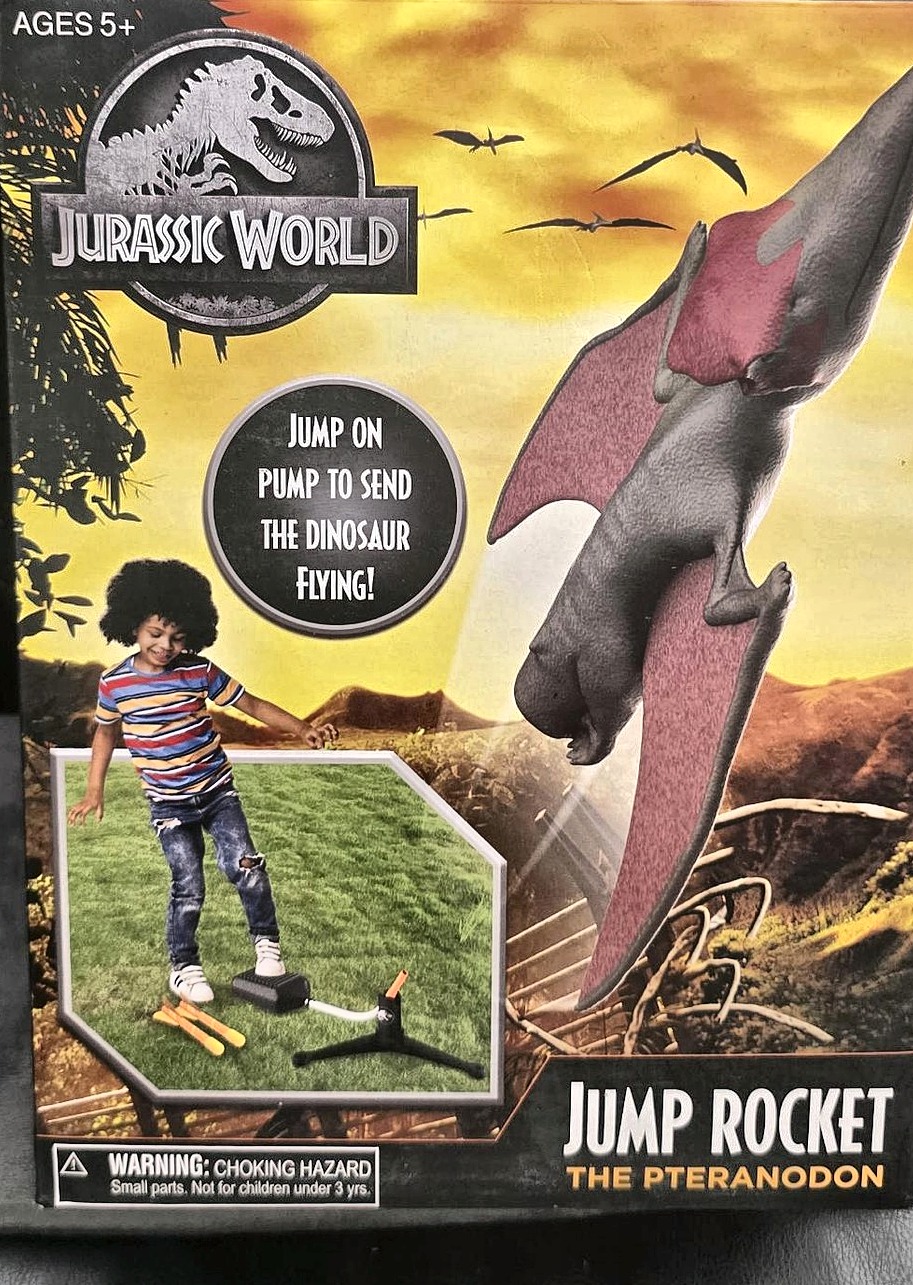 AGES 5+
JURASSIC WORLD
JUMP ON
PUMP TO SEND
THE DINOSAUR
FLYING!
JUMP ROCKET
THE PTERANODON
WARNING: CHOKING HAZARD
Small parts. Not for children under 3 yrs.